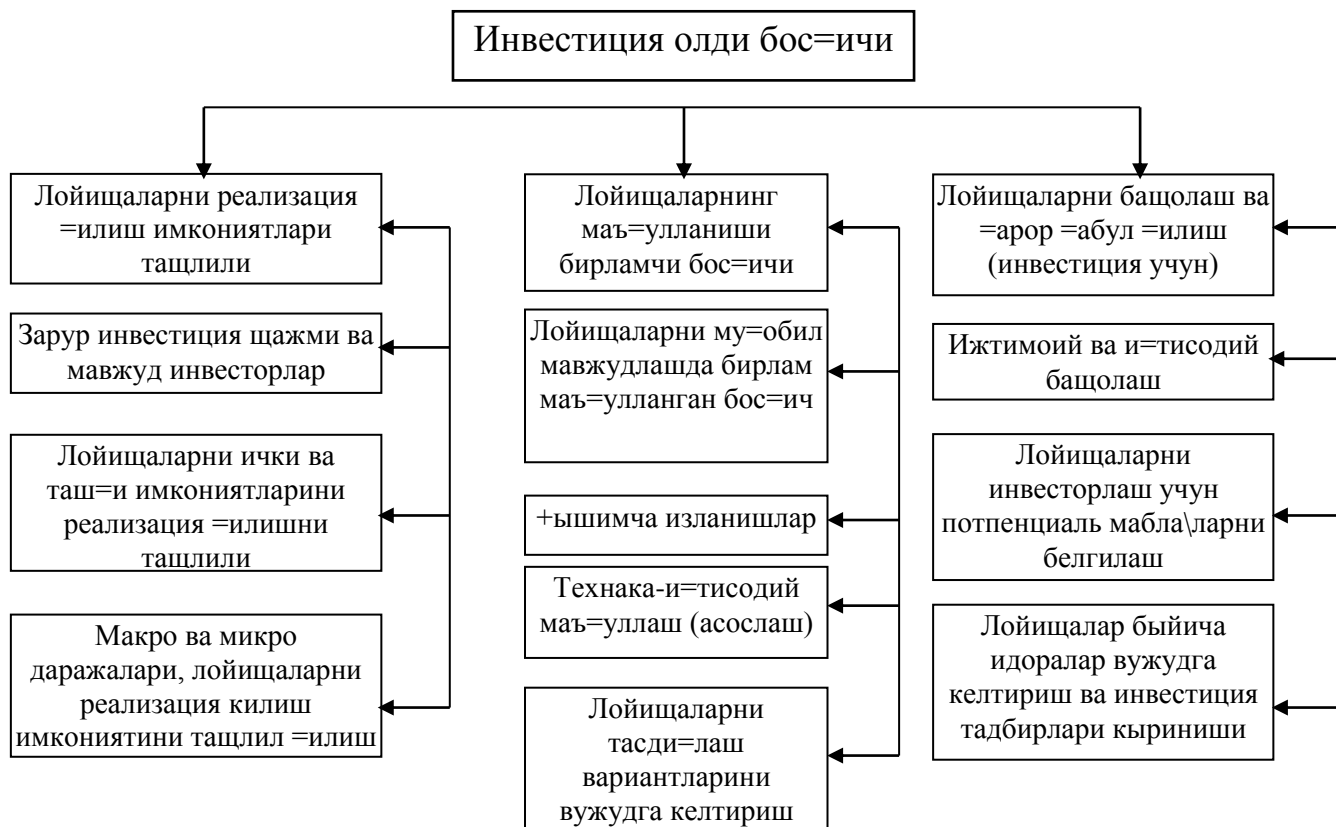 Инвестиция олди бос=ичи
Лойищаларни реализация
=илиш имкониятлари
тащлили
Зарур инвестиция щажми ва
мавжуд инвесторлар
Лойищаларни ички ва
таш=и имкониятларини
реализация =илишни
тащлили
Макро ва микро
даражалари, лойищаларни
реализация килиш
имкониятини тащлил =илиш
Лойищаларнинг
маъ=улланиши
бирламчи бос=ичи
Лойищаларни му=обил
мавжудлашда бирлам
маъ=улланган бос=ич
+ышимча изланишлар
Технака-и=тисодий
маъ=уллаш (асослаш)
Лойищаларни
тасди=лаш
вариантларини
вужудга келтириш
Лойищаларни бащолаш ва
=арор =абул =илиш
(инвестиция учун)
Ижтимоий ва и=тисодий
бащолаш
Лойищаларни
инвесторлаш учун
потпенциаль мабла\ларни
белгилаш
Лойищалар быйича
идоралар вужудга
келтириш ва инвестиция
тадбирлари кыриниши